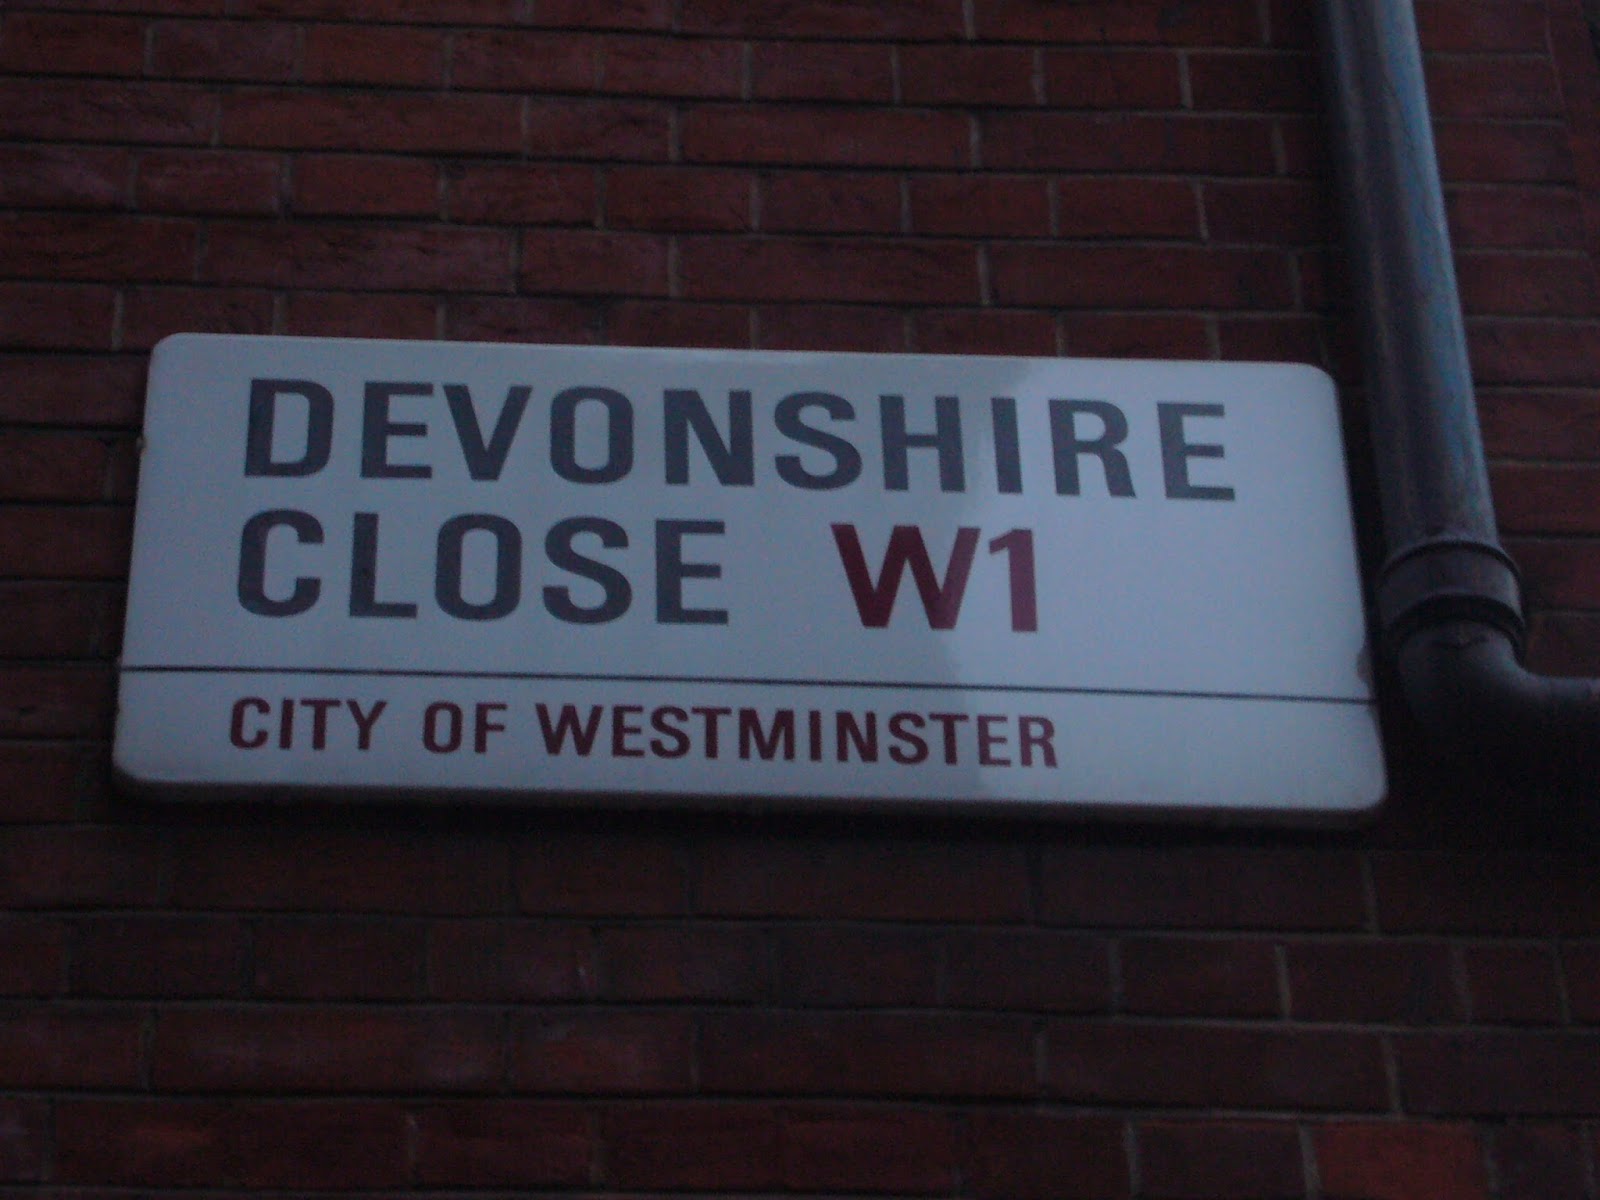 DEVONSHIRE
CLOSE W1
CITY OF WESTMINSTER